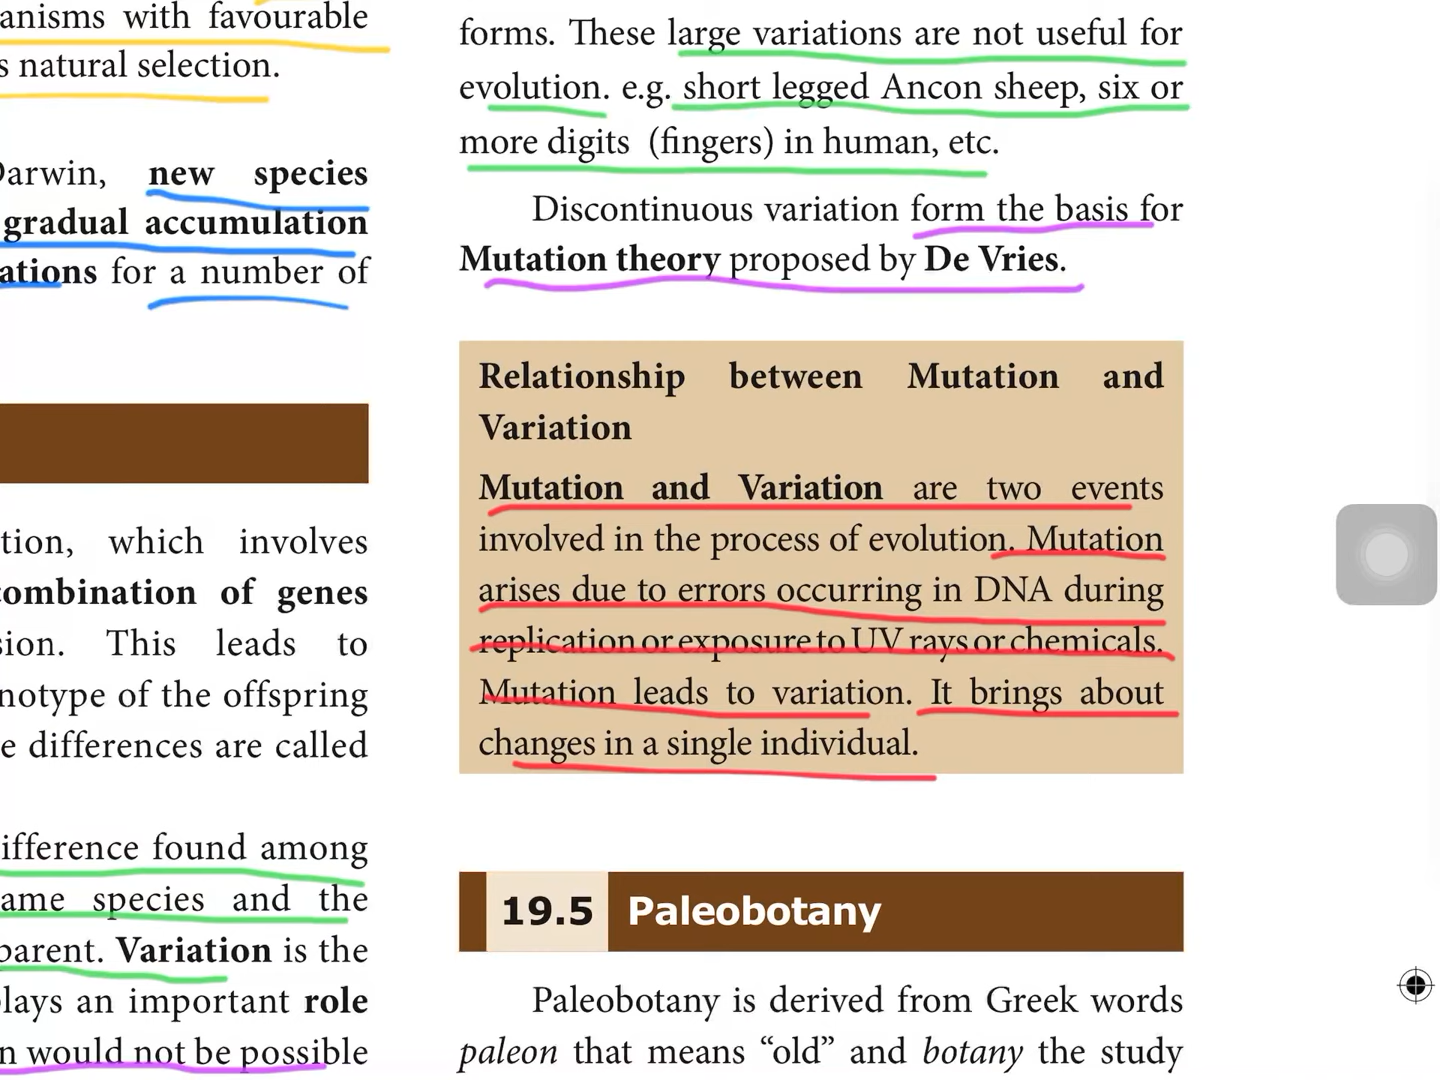 anisms with favourable
s natural selection.
Darwin, new species
gradual accumulation
ations for a number of
tion, which involves
combination of genes
sion. This leads to
notype of the offspring
e differences are called
ifference found among
ame species and the
parent. Variation is the
plays an important role
n would not be possible
forms. These large variations are not useful for
evolution. e.g. short legged Ancon sheep, six or
more digits (fingers) in human, etc.
Discontinuous variation form the basis for
Mutation theory proposed by De Vries.
Relationship between Mutation and
Variation
Mutation and Variation are two events
involved in the process of evolution. Mutation
arises due to errors occurring in DNA during
replication or exposure to UV rays or chemicals.
Mutation leads to variation. It brings about
changes in a single individual.
19.5 Paleobotany
Paleobotany is derived from Greek words
paleon that means “old” and botany the study